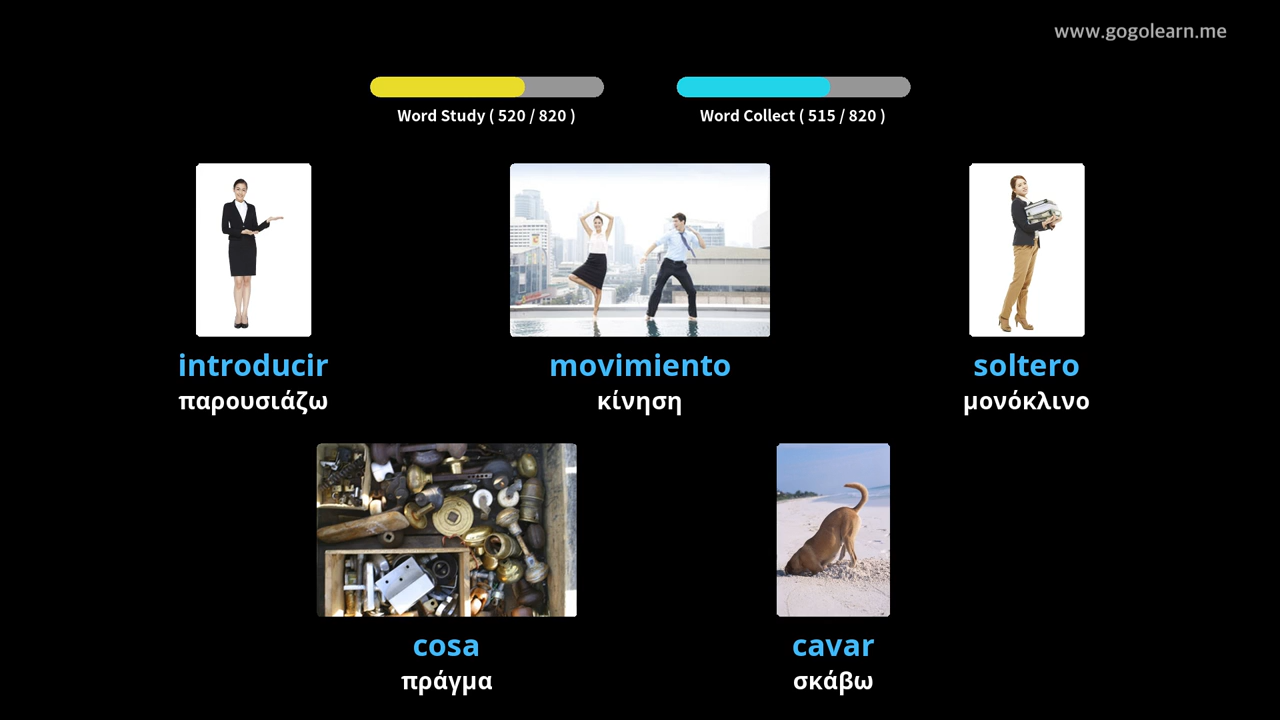 www.gogolearn.me
Word Study ( 520 / 820 )
Word Collect ( 515 / 820 )
introducir
παρουσιάζω
movimiento
κίνηση
soltero
μονόκλινο
cosa
πράγμα
cavar
σκάβω